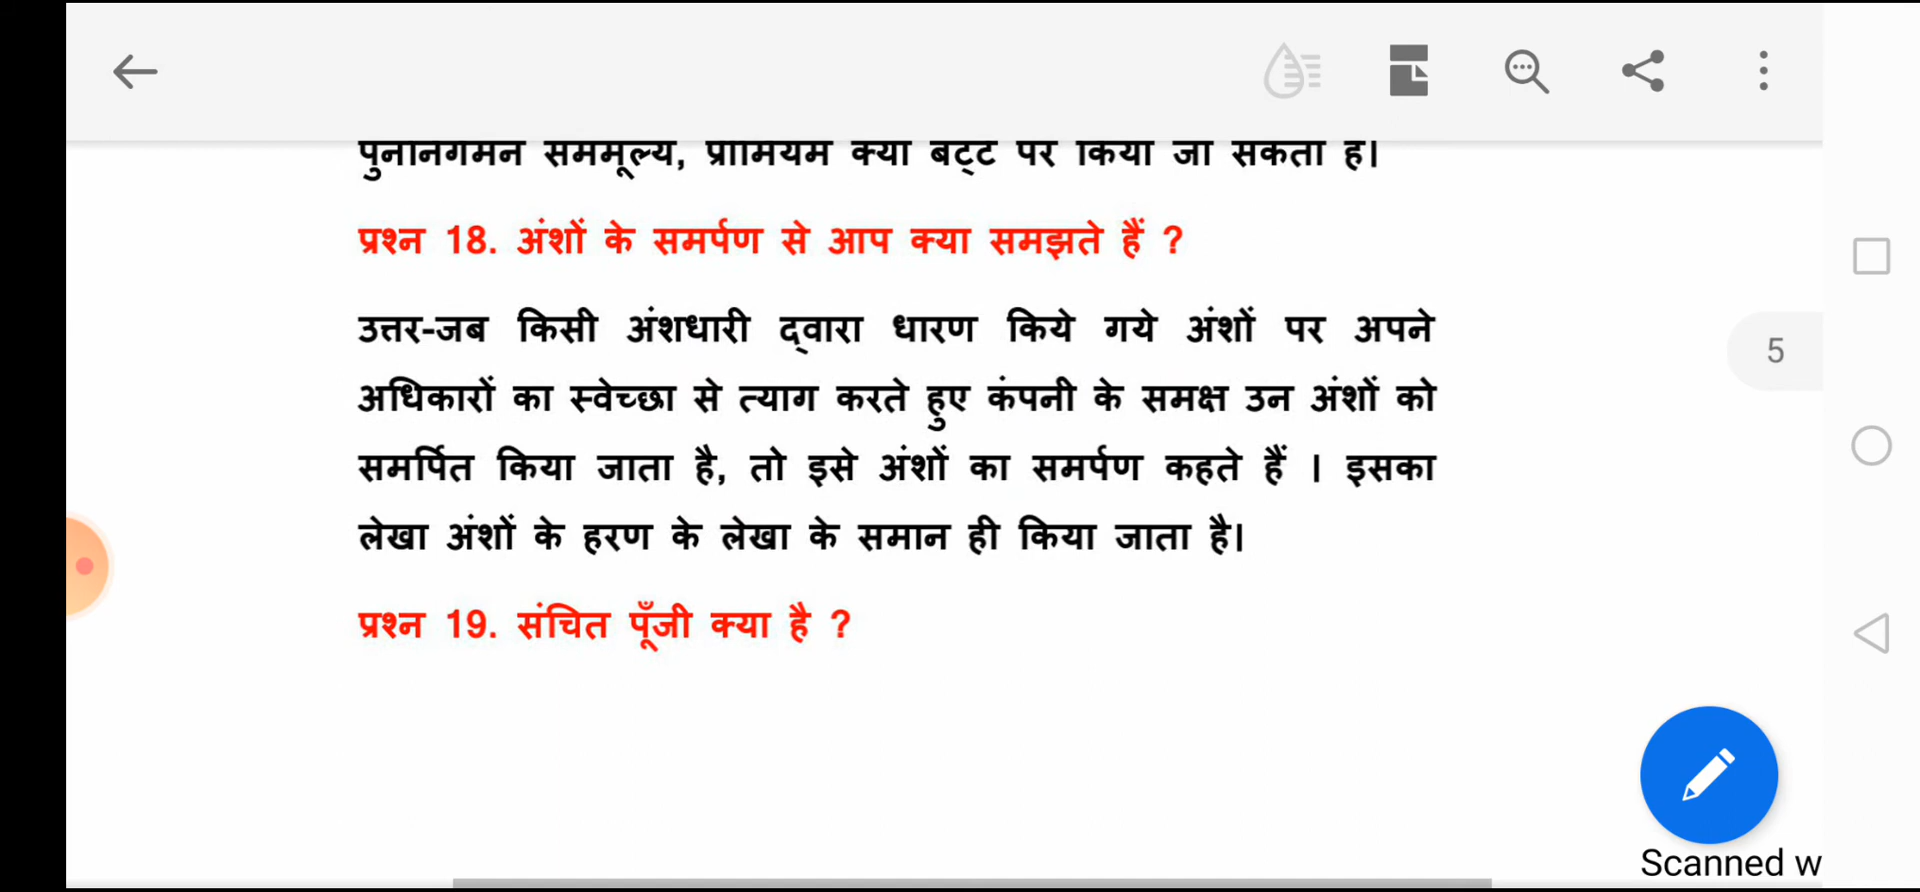 पुनर्निगमन सममूल्य, प्रीमियम क्या बट्टे पर किया जा सकता है।
प्रश्न 18. अंशों के समर्पण से आप क्या समझते हैं ?
उत्तर-जब किसी अंशधारी द्वारा धारण किये गये अंशों पर अपने
अधिकारों का स्वेच्छा से त्याग करते हुए कंपनी के समक्ष उन अंशों को
समर्पित किया जाता है, तो इसे अंशों का समर्पण कहते हैं । इसका
लेखा अंशों के हरण के लेखा के समान ही किया जाता है।
प्रश्न 19. संचित पूँजी क्या है ?
5
Scanned w